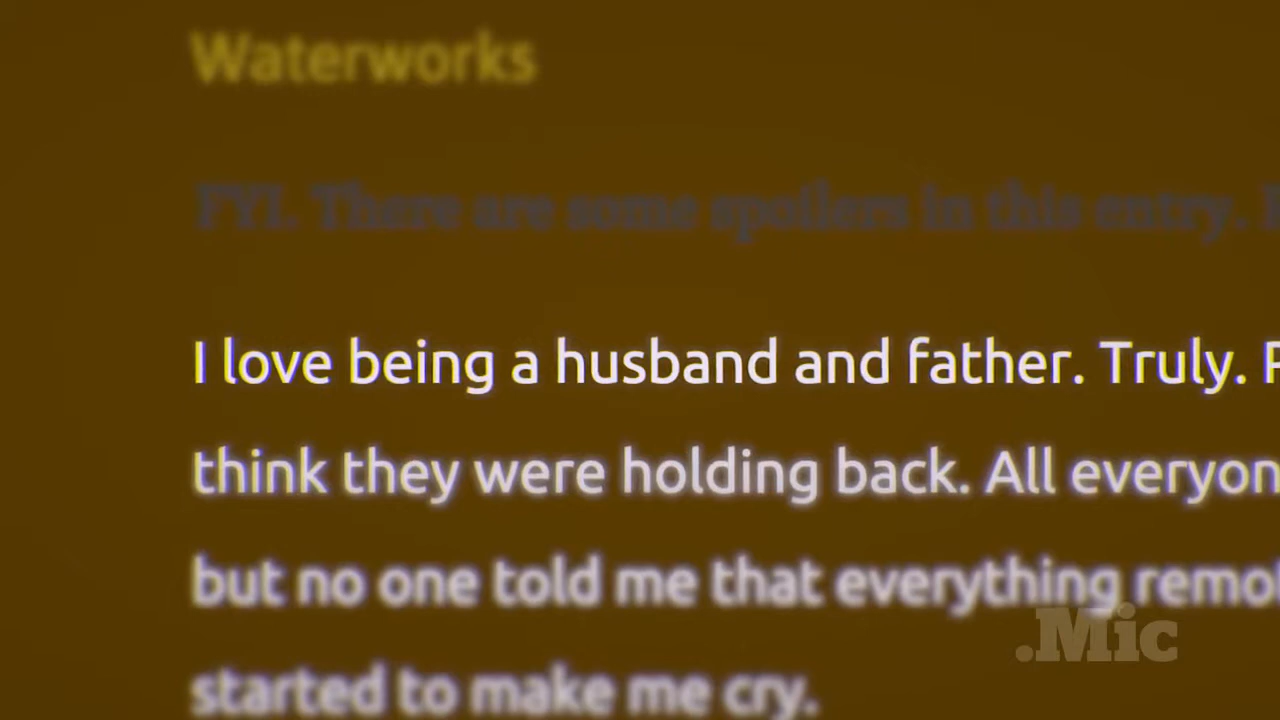 Waterworks
FYI. There are some spoilers in this entry.
I love being a husband and father. Truly.
think they were holding back. All everyon
but no one told me that everything remo
started to make me cry.
.Mic